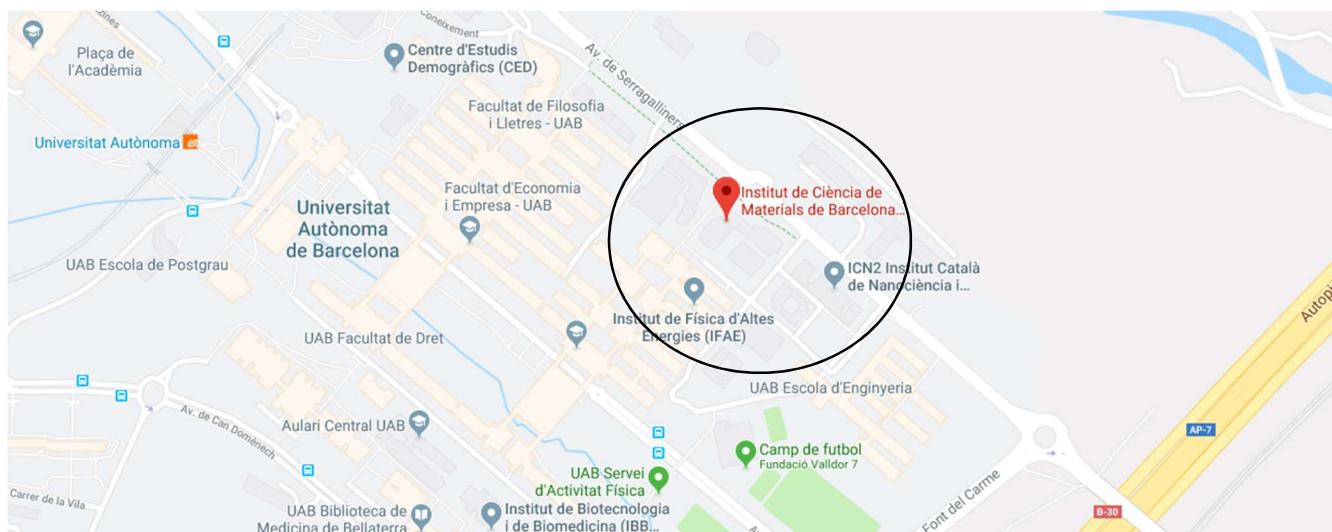 Coneixement
Plaça de
l'Acadèmia
Centre d'Estudis
Demogràfics (CED)
Av. de Serragalliners
Facultat de Filosofia
i Lletres - UAB
Universitat Autònoma
Facultat d'Economia
i Empresa - UAB
Institut de Ciència de
Materials de Barcelona...
Universitat
Autònoma
de Barcelona
UAB Escola de Postgrau
ICN2 Institut Català
de Nanociència i...
Institut de Física d'Altes
Energies (IFAE)
UAB Facultat de Dret
UAB Escola d'Enginyeria
Av. de Can Domènech
Aulari Central UAB
AP-7
Camp de futbol
Fundació Valldor 7
UAB Servei
d'Activitat Física
Carrer de la Vila
Font del Carme
B-30
UAB Biblioteca de
Medicina de Bellaterra
Institut de Biotecnologia
i de Biomedicina (IBB...